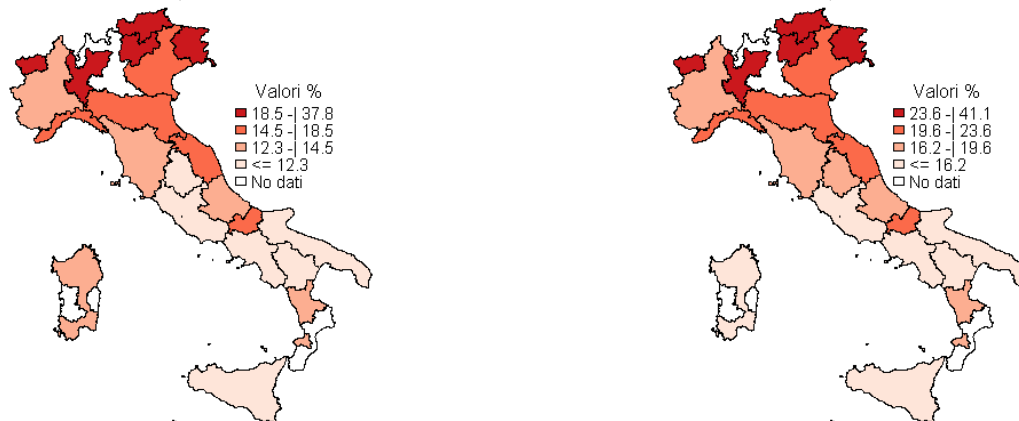 Valori %
18.5 -| 37.8
14.5 -| 18.5
12.3 -| 14.5
<= 12.3
No dati
Valori %
23.6 -| 41.1
19.6 -| 23.6
16.2 -| 19.6
<= 16.2
No dati